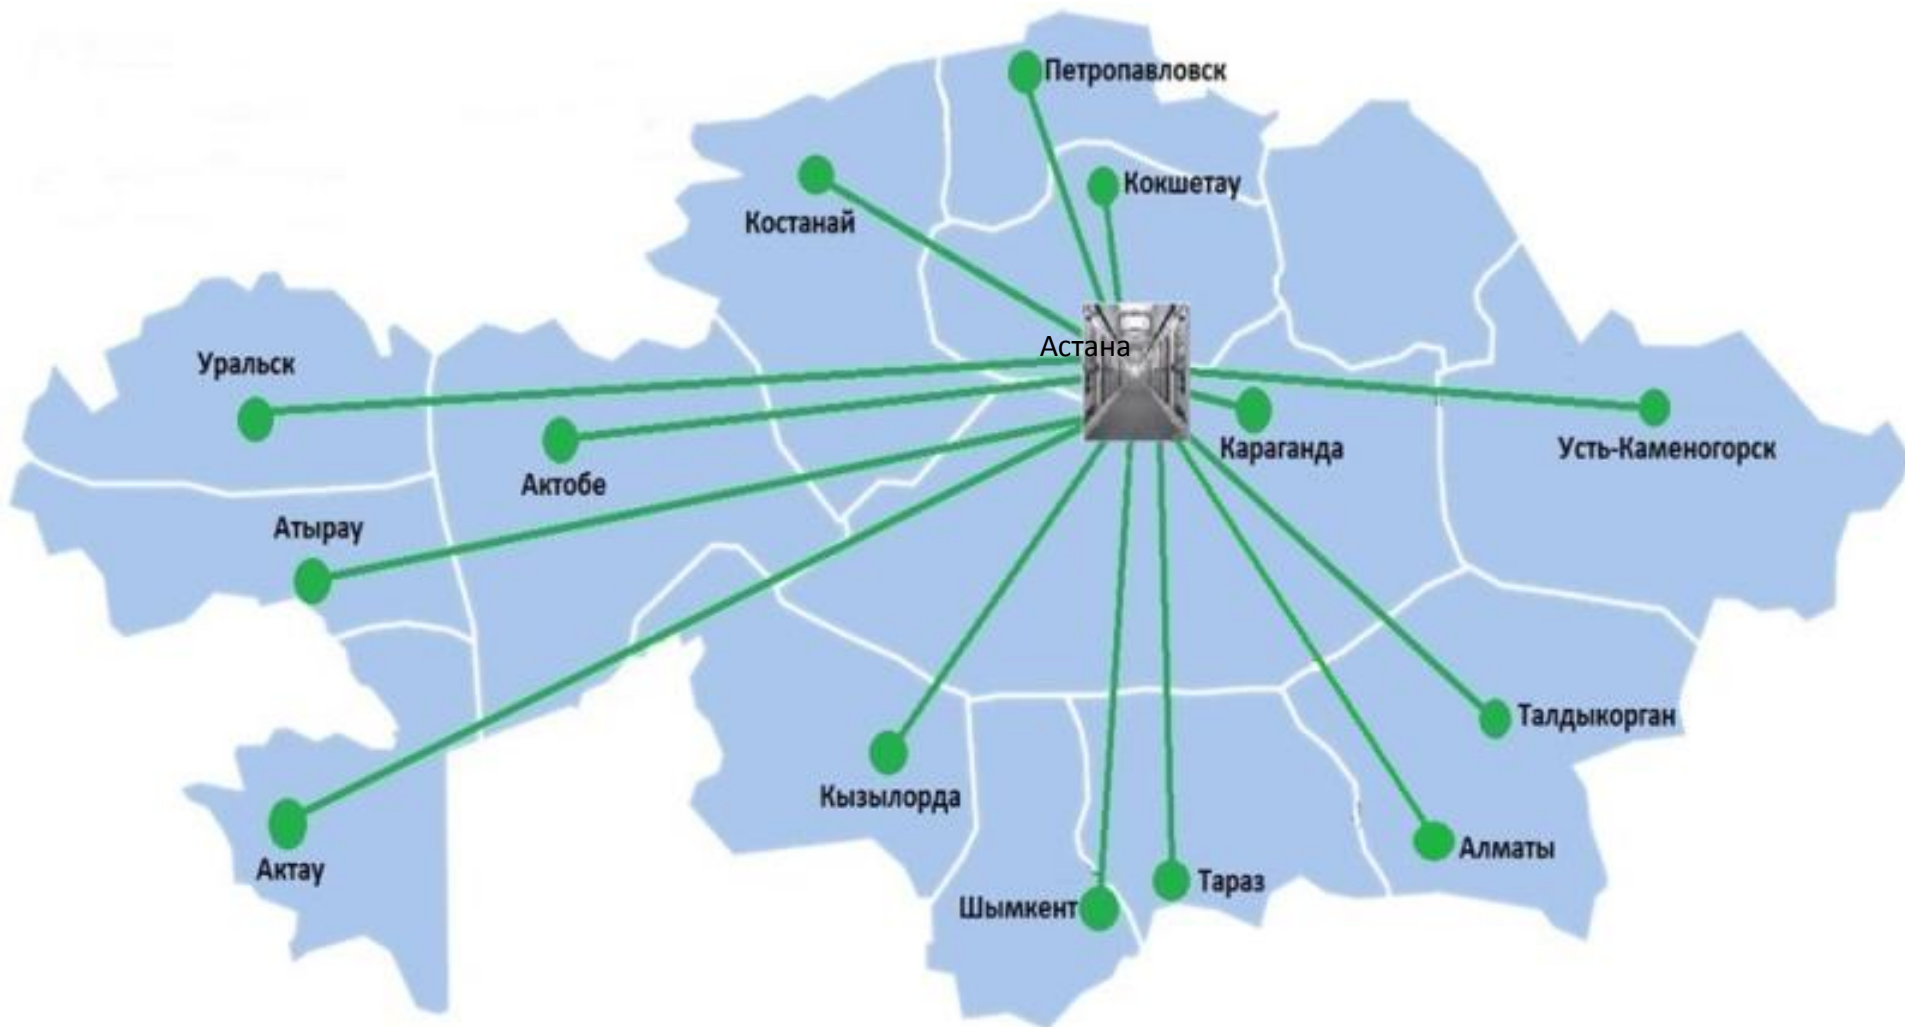 Петропавловск
Кокшетау
Костанай
Астана
Уральск
Караганда
Усть-Каменогорск
Актобе
Атырау
Талдыкорган
Кызылорда
Алматы
Актау
Тараз
Шымкент